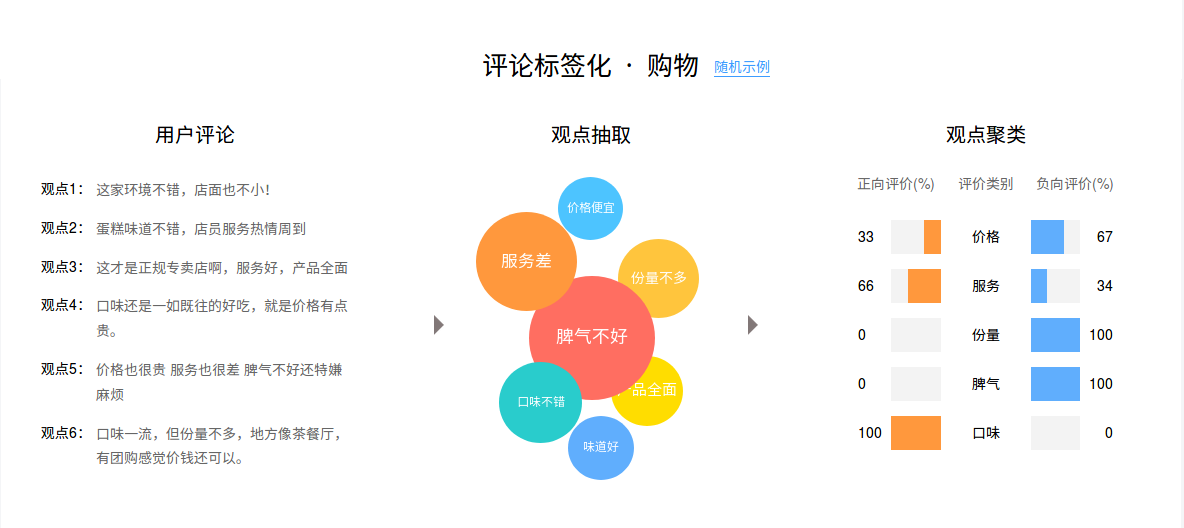 评论标签化 · 购物 随机示例
用户评论
观点1： 这家环境不错，店面也不小！
观点2： 蛋糕味道不错，店员服务热情周到
观点3： 这才是正规专卖店啊，服务好，产品全面
观点4： 口味还是一如既往的好吃，就是价格有点
贵。
观点5： 价格也很贵 服务也很差 脾气不好还特嫌
麻烦
观点6： 口味一流，但份量不多，地方像茶餐厅，
有团购感觉价钱还可以。
观点抽取
价格便宜
服务差
份量不多
脾气不好
品全面
口味不错
味道好
观点聚类
正向评价(%) 评价类别 负向评价(%)
33 价格 67
66 服务 34
0 份量 100
0 脾气 100
100 口味 0